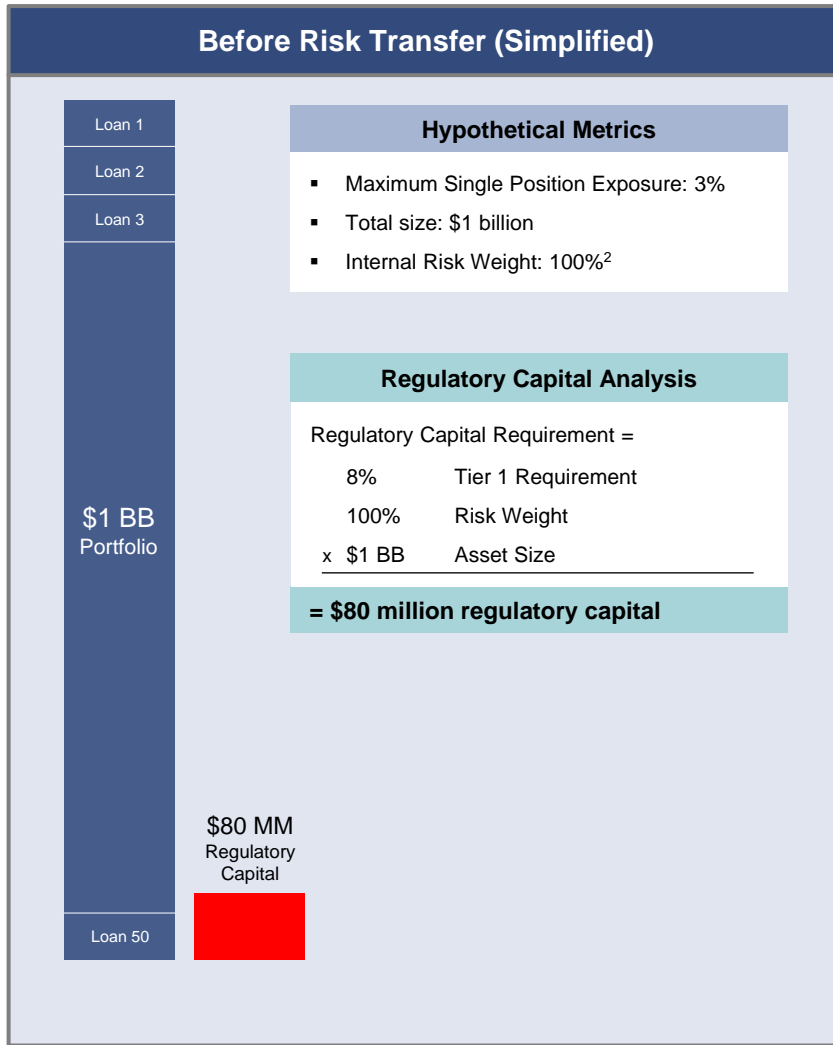 Before Risk Transfer (Simplified)
Loan 1
Loan 2
Loan 3
$1 BB
Portfolio
Loan 50
$80 MM
Regulatory
Capital
Hypothetical Metrics
▪ Maximum Single Position Exposure: 3%
▪ Total size: $1 billion
▪ Internal Risk Weight: 100%²
Regulatory Capital Analysis
Regulatory Capital Requirement =
8% Tier 1 Requirement
100% Risk Weight
x $1 BB Asset Size
= $80 million regulatory capital